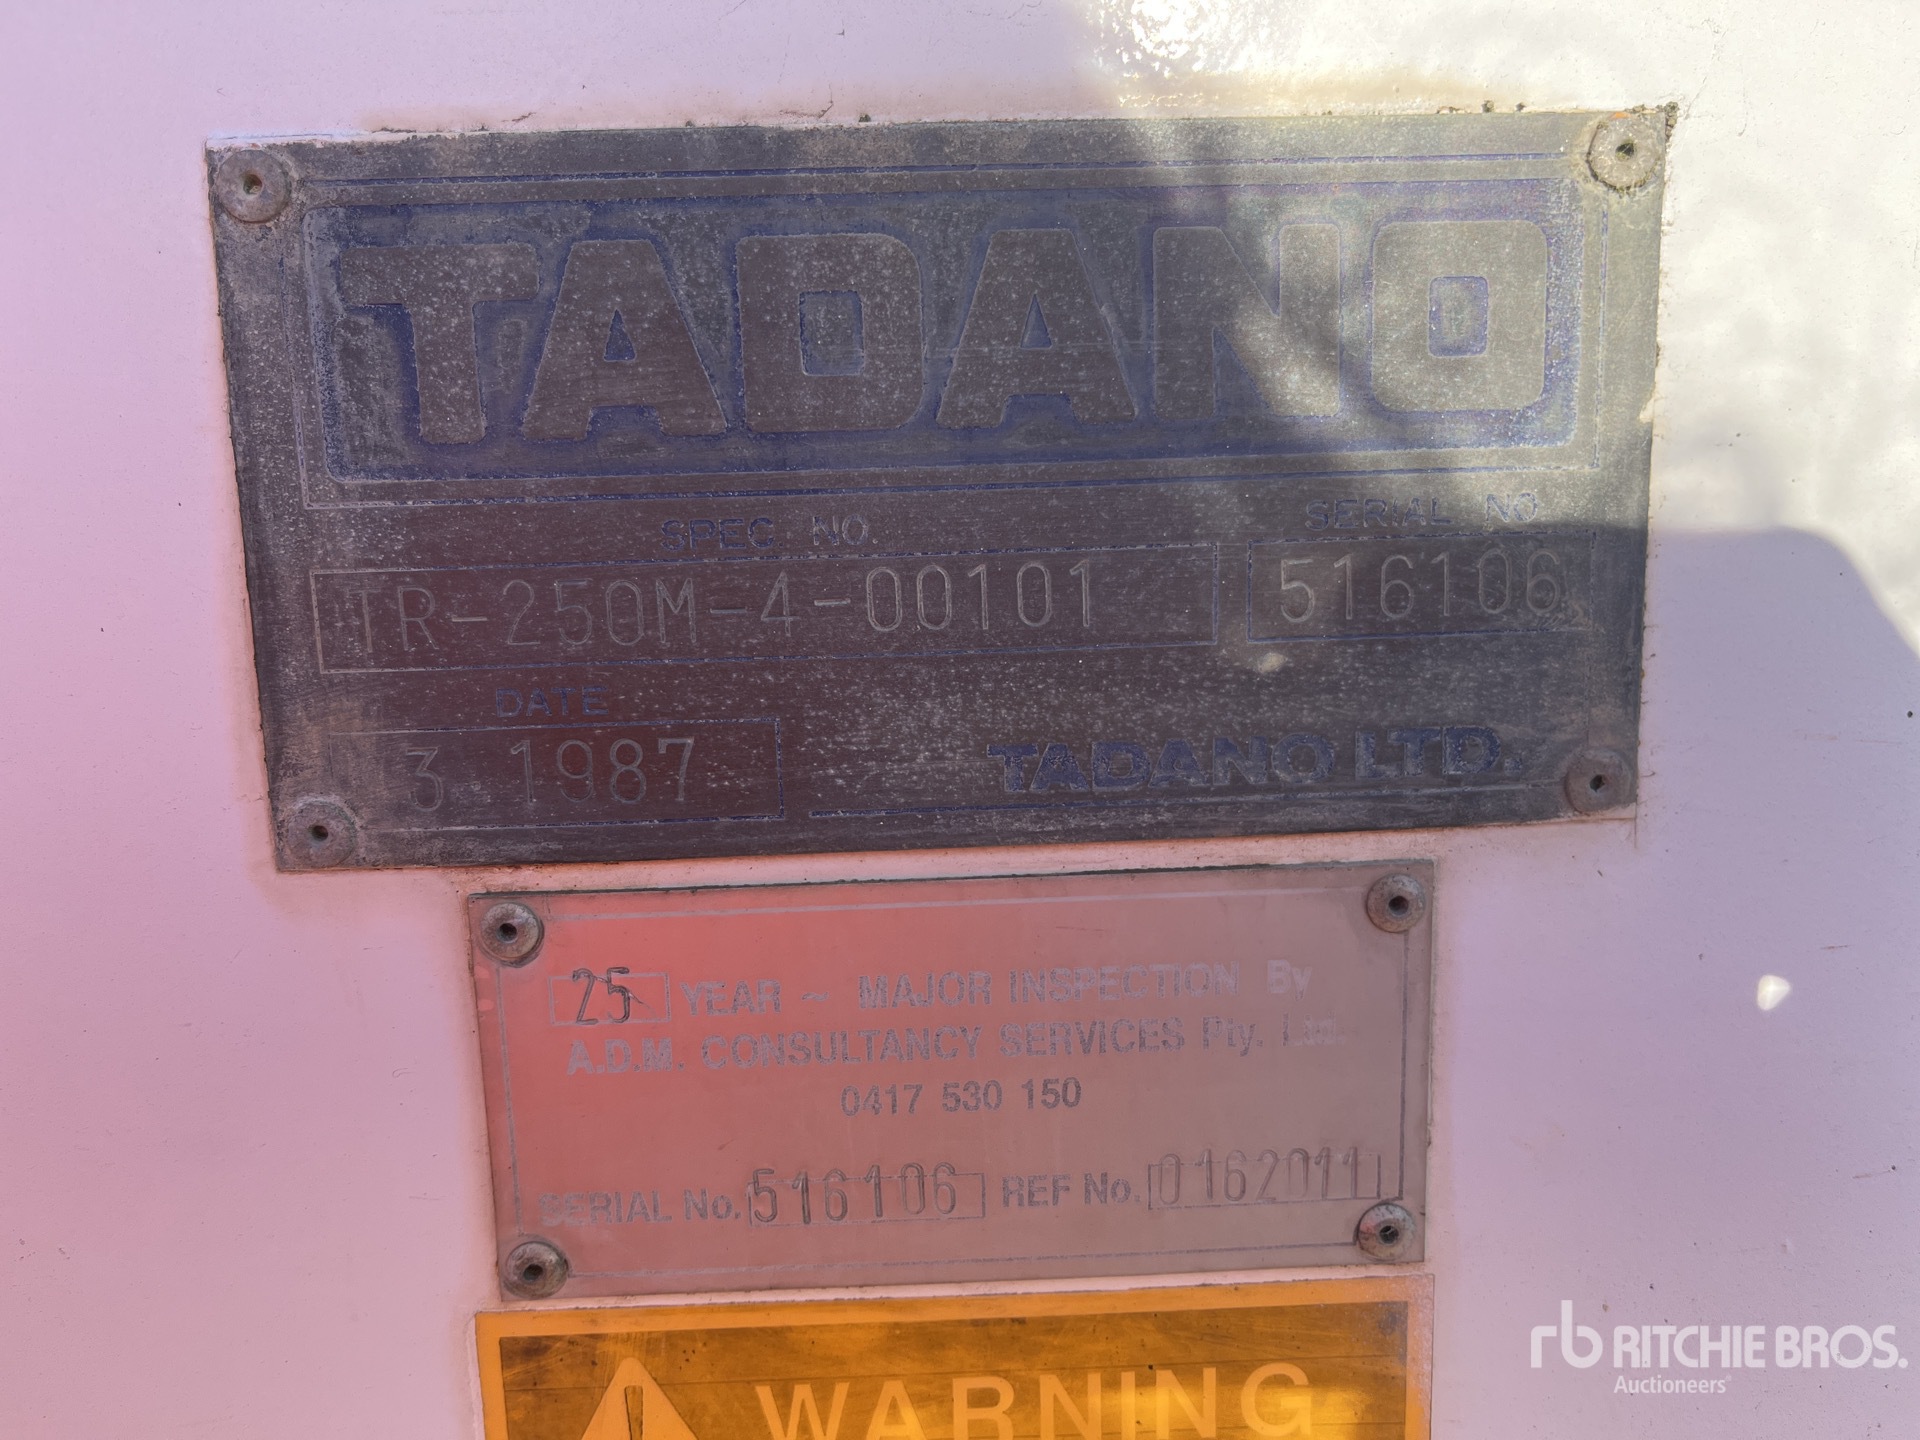 TADANO
SPEC. NO. SERIAL NO
TR-250M-4-00101 516106
DATE
3 1987 TADANO LTD.
25 YEAR ~ MAJOR INSPECTION By
A.D.M. CONSULTANCY SERVICES Pty. Ltd.
0417 530 150
SERIAL No. 516106 REF No. 0162011
WARNING
rb RITCHIE BROS.
Auctioneers